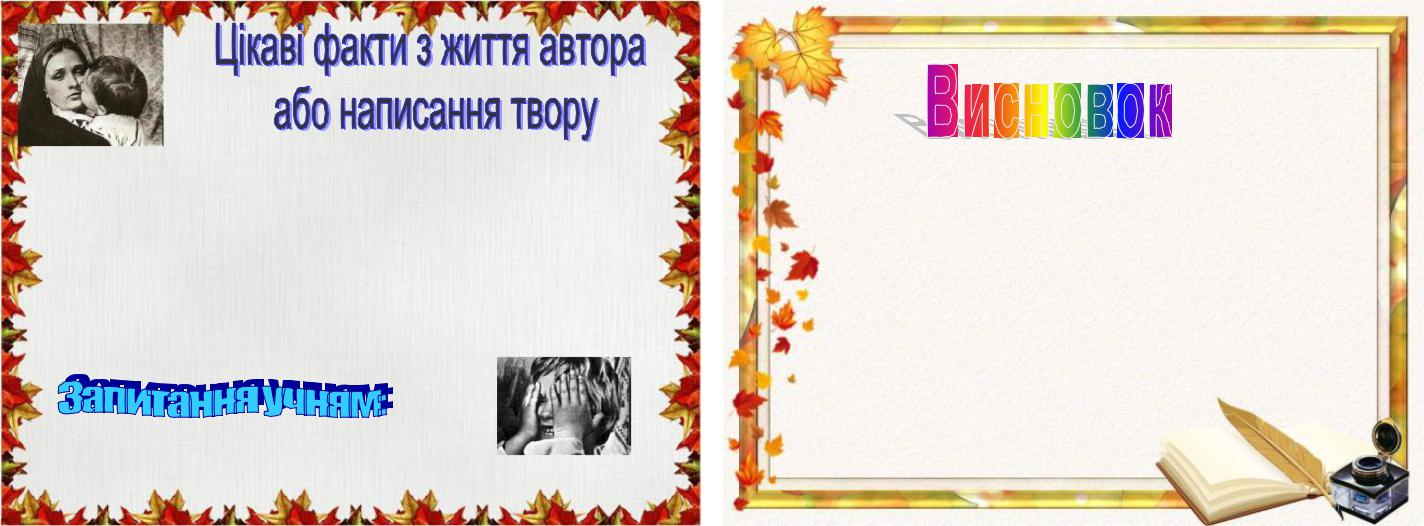 Цікаві факти з життя автора
або написання твору
Запитання учням:
Висновок